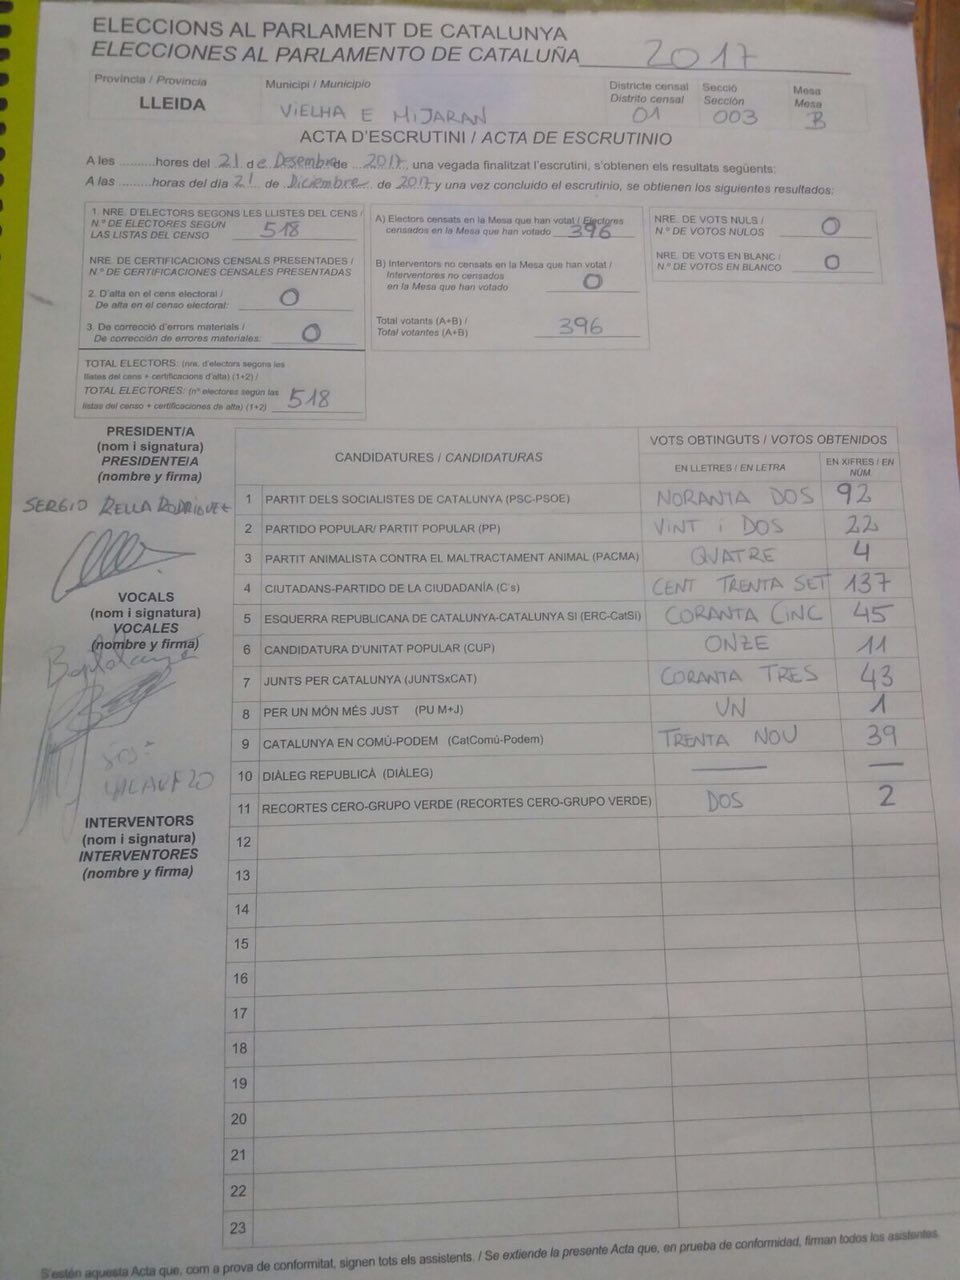 ELECCIONS AL PARLAMENT DE CATALUNYA
ELECCIONES AL PARLAMENTO DE CATALUÑA 2017
Província / Provincia
LLEIDA
Municipi / Municipio
VIELHA E MIJARAN
Districte censal
Distrito censal
01
Secció
Sección
003
Mesa
Mesa
B
ACTA D'ESCRUTINI / ACTA DE ESCRUTINIO
A les ..........hores del 21 de Desembre de 2017, una vegada finalitzat l'escrutini, s'obtenen els resultats següents:
A las ..........horas del día 21 de Diciembre de 2017 y una vez concluido el escrutinio, se obtienen los siguientes resultados:
1. NRE. D'ELECTORS SEGONS LES LLISTES DEL CENS /
N.º DE ELECTORES SEGÚN
LAS LISTAS DEL CENSO 518
NRE. DE CERTIFICACIONS CENSALS PRESENTADES /
N.º DE CERTIFICACIONES CENSALES PRESENTADAS
2. D'alta en el cens electoral /
De alta en el censo electoral: 0
3. De correcció d'errors materials /
De corrección de errores materiales: 0
TOTAL ELECTORS: (nre. d'electors segons les
llistes del cens + certificacions d'alta) (1+2) /
TOTAL ELECTORES: (nº electores según las
listas del censo + certificaciones de alta) (1+2) 518
A) Electors censats en la Mesa que han votat / Electores
censados en la Mesa que han votado 396
B) Interventors no censats en la Mesa que han votat /
Interventores no censados
en la Mesa que han votado 0
Total votants (A+B) /
Total votantes (A+B) 396
NRE. DE VOTS NULS /
N.º DE VOTOS NULOS 0
NRE. DE VOTS EN BLANC /
N.º DE VOTOS EN BLANCO 0
PRESIDENT/A
(nom i signatura)
PRESIDENTE/A
(nombre y firma)
SERGIO RELLA RODRIGUEZ
VOCALS
(nom i signatura)
VOCALES
(nombre y firma)
INTERVENTORS
(nom i signatura)
INTERVENTORES
(nombre y firma)
CANDIDATURES / CANDIDATURAS
VOTS OBTINGUTS / VOTOS OBTENIDOS
EN LLETRES / EN LETRA
EN XIFRES / EN NÚM.
1 PARTIT DELS SOCIALISTES DE CATALUNYA (PSC-PSOE) NORANTA DOS 92
2 PARTIDO POPULAR/ PARTIT POPULAR (PP) VINT i DOS 22
3 PARTIT ANIMALISTA CONTRA EL MALTRACTAMENT ANIMAL (PACMA) QUATRE 4
4 CIUTADANS-PARTIDO DE LA CIUDADANÍA (C's) CENT TRENTA SET 137
5 ESQUERRA REPUBLICANA DE CATALUNYA-CATALUNYA SI (ERC-CatSí) CORANTA CINC 45
6 CANDIDATURA D'UNITAT POPULAR (CUP) ONZE 11
7 JUNTS PER CATALUNYA (JUNTSxCAT) CORANTA TRES 43
8 PER UN MÓN MÉS JUST (PU M+J) UN 1
9 CATALUNYA EN COMÚ-PODEM (CatComú-Podem) TRENTA NOU 39
10 DIÀLEG REPUBLICÀ (DIÀLEG) — —
11 RECORTES CERO-GRUPO VERDE (RECORTES CERO-GRUPO VERDE) DOS 2
12
13
14
15
16
17
18
19
20
21
22
23
S'estén aquesta Acta que, com a prova de conformitat, signen tots els assistents. / Se extiende la presente Acta que, en prueba de conformidad, firman todos los asistentes.